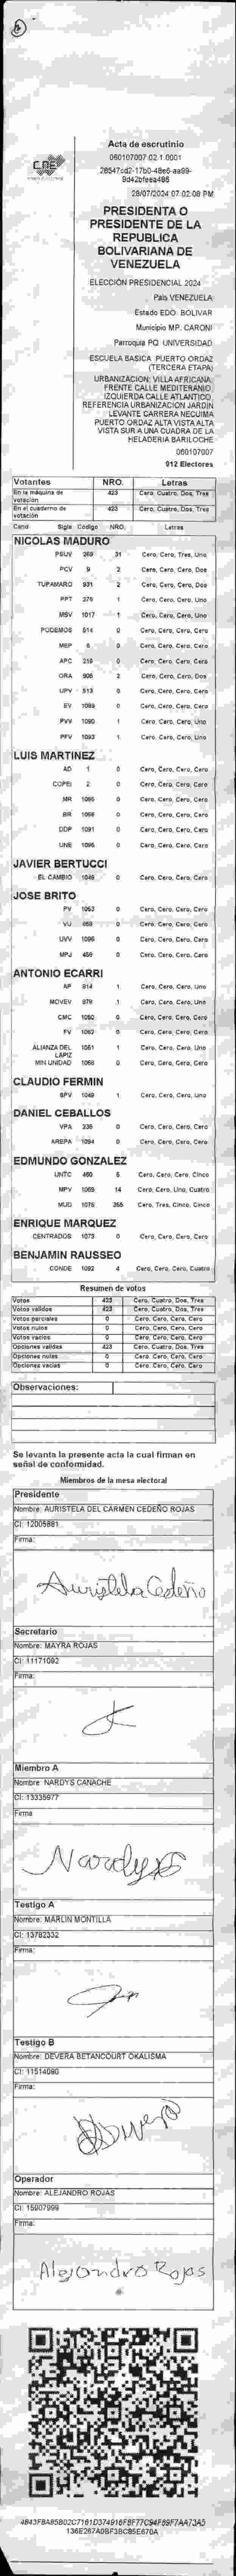 CNE
Acta de escrutinio
060107007.02.1.0001
28/07/2024 07:02:08 PM
PRESIDENTA O
PRESIDENTE DE LA
REPUBLICA
BOLIVARIANA DE
VENEZUELA
ELECCIÓN PRESIDENCIAL 2024
País VENEZUELA
Estado EDO. BOLIVAR
Municipio MP. CARONI
Parroquia PQ. UNIVERSIDAD
ESCUELA BASICA PUERTO ORDAZ
(TERCERA ETAPA)
URBANIZACION: VILLA AFRICANA.
FRENTE CALLE MEDITERANIO.
IZQUIERDA CALLE ATLANTICO.
REFERENCIA URBANIZACION JARDIN
LEVANTE CARRERA NEQUIMA
PUERTO ORDAZ ALTA VISTA ALTA
VISTA SUR A UNA CUADRA DE LA
HELADERIA BARILOCHE
060107007
912 Electores
Votantes NRO. Letras
En la máquina de votación 423 Cero, Cuatro, Dos, Tres
En el cuaderno de votación 423 Cero, Cuatro, Dos, Tres
Cand Sigla Código NRO. Letras
NICOLAS MADURO
PSUV 269 31 Cero, Cero, Tres, Uno
PCV 9 2 Cero, Cero, Cero, Dos
TUPAMARO 931 2 Cero, Cero, Cero, Dos
PPT 276 1 Cero, Cero, Cero, Uno
MSV 1017 1 Cero, Cero, Cero, Uno
PODEMOS 514 0 Cero, Cero, Cero, Cero
MEP 6 0 Cero, Cero, Cero, Cero
APC 219 0 Cero, Cero, Cero, Cero
ORA 906 2 Cero, Cero, Cero, Dos
UPV 513 0 Cero, Cero, Cero, Cero
EV 1089 0 Cero, Cero, Cero, Cero
PVV 1090 1 Cero, Cero, Cero, Uno
PFV 1093 1 Cero, Cero, Cero, Uno
LUIS MARTINEZ
AD 1 0 Cero, Cero, Cero, Cero
COPEI 2 0 Cero, Cero, Cero, Cero
MR 1065 0 Cero, Cero, Cero, Cero
BR 1056 0 Cero, Cero, Cero, Cero
DDP 1091 0 Cero, Cero, Cero, Cero
UNE 1095 0 Cero, Cero, Cero, Cero
JAVIER BERTUCCI
EL CAMBIO 1048 0 Cero, Cero, Cero, Cero
JOSE BRITO
PV 1053 0 Cero, Cero, Cero, Cero
VU 0 Cero, Cero, Cero, Cero
UVV 1096 0 Cero, Cero, Cero, Cero
MPJ 0 Cero, Cero, Cero, Cero
ANTONIO ECARRI
AP 914 1 Cero, Cero, Cero, Uno
MOVEV 979 1 Cero, Cero, Cero, Uno
CMC 1050 0 Cero, Cero, Cero, Cero
FV 1062 0 Cero, Cero, Cero, Cero
ALIANZA DEL LAPIZ 1051 1 Cero, Cero, Cero, Uno
MIN UNIDAD 1068 0 Cero, Cero, Cero, Cero
CLAUDIO FERMIN
SPV 1049 1 Cero, Cero, Cero, Uno
DANIEL CEBALLOS
VPA 0 Cero, Cero, Cero, Cero
AREPA 1094 0 Cero, Cero, Cero, Cero
EDMUNDO GONZALEZ
UNTC 460 5 Cero, Cero, Cero, Cinco
MPV 1069 14 Cero, Cero, Uno, Cuatro
MUD 1075 355 Cero, Tres, Cinco, Cinco
ENRIQUE MARQUEZ
CENTRADOS 1073 0 Cero, Cero, Cero, Cero
BENJAMIN RAUSSEO
CONDE 1092 4 Cero, Cero, Cero, Cuatro
Resumen de votos
Votos 423 Cero, Cuatro, Dos, Tres
Votos válidos 423 Cero, Cuatro, Dos, Tres
Votos parciales 0 Cero, Cero, Cero, Cero
Votos nulos 0 Cero, Cero, Cero, Cero
Votos vacíos 0 Cero, Cero, Cero, Cero
Opciones válidas 423 Cero, Cuatro, Dos, Tres
Opciones nulas 0 Cero, Cero, Cero, Cero
Opciones vacías 0 Cero, Cero, Cero, Cero
Observaciones:
Se levanta la presente acta la cual firman en
señal de conformidad.
Miembros de la mesa electoral
Presidente
Nombre: AURISTELA DEL CARMEN CEDEÑO ROJAS
CI: 12005881
Firma:
Auristela Cedeño
Secretario
Nombre: MAYRA ROJAS
CI: 11171092
Firma:
Miembro A
Nombre: NARDYS CANACHE
CI: 13335977
Firma
Nardys
Testigo A
Nombre: MARLIN MONTILLA
CI: 13782332
Firma:
Testigo B
Nombre: DEVERA BETANCOURT OKALISMA
CI: 11514090
Firma:
Operador
Nombre: ALEJANDRO ROJAS
CI: 15907999
Firma:
Alejandro Rojas